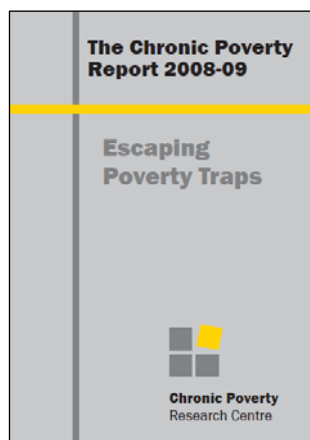 The Chronic Poverty
Report 2008-09
Escaping
Poverty Traps
Chronic Poverty
Research Centre